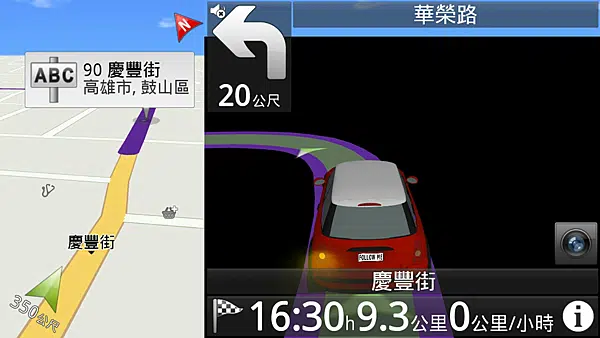 N
ABC
90 慶豐街
高雄市, 鼓山區
慶豐街
350公尺
華榮路
20公尺
FOLLOW ME
慶豐街
16:30h 9.3公里 0公里/小時
i